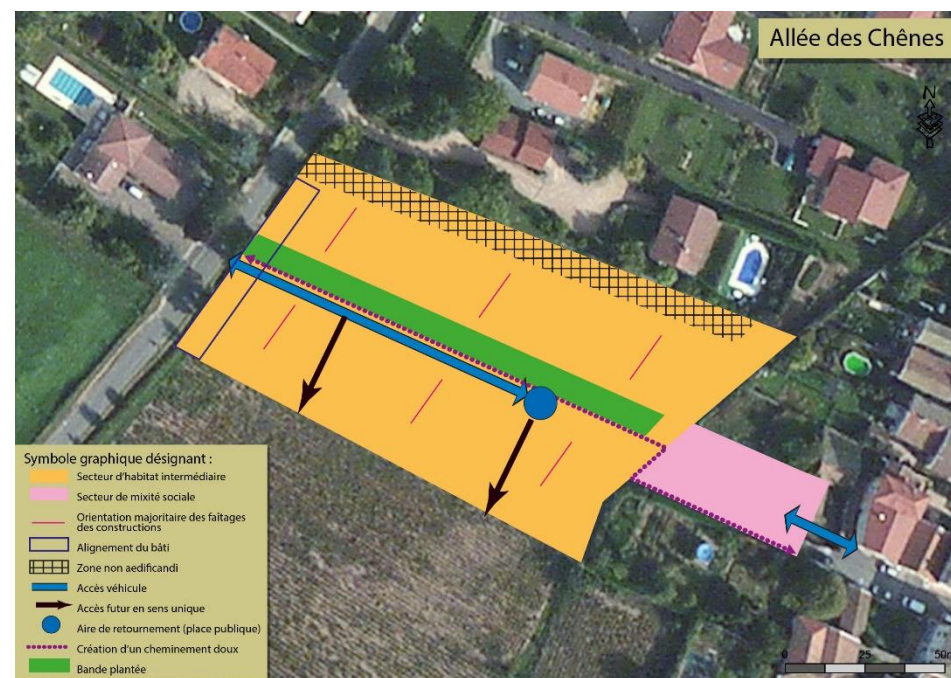 Allée des Chênes
N
Symbole graphique désignant :
Secteur d'habitat intermédiaire
Secteur de mixité sociale
Orientation majoritaire des faîtages
des constructions
Alignement du bâti
Zone non aedificandi
Accès véhicule
Accès futur en sens unique
Aire de retournement (place publique)
Création d'un cheminement doux
Bande plantée
0 25 50m